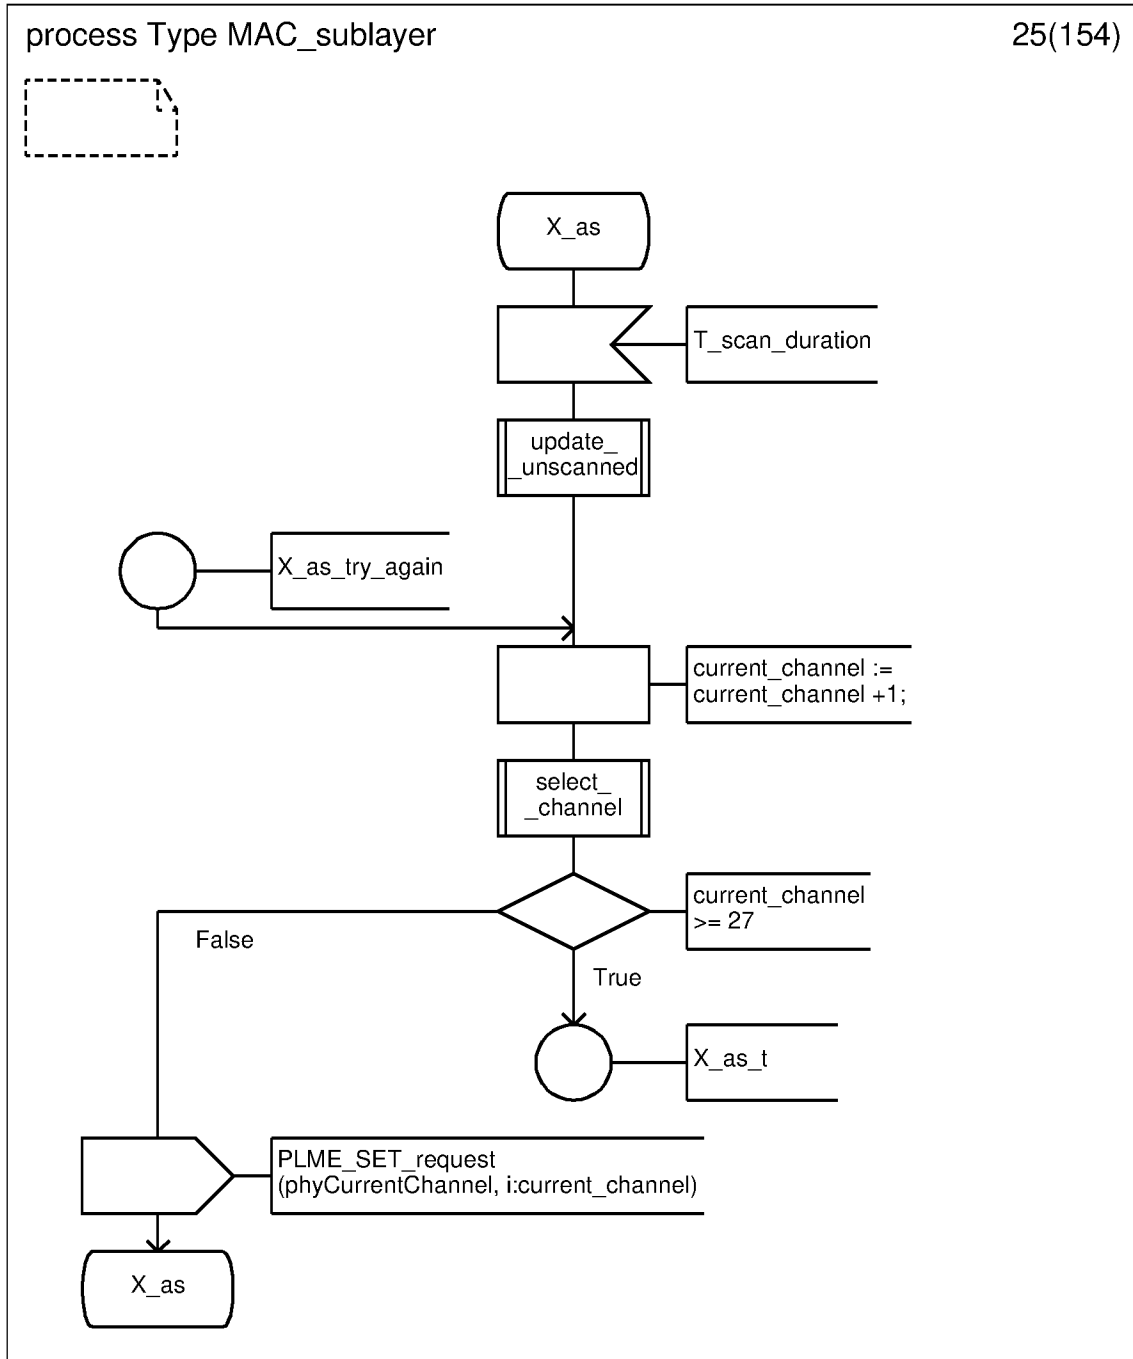 process Type MAC_sublayer
25(154)
X_as
T_scan_duration
update_
_unscanned
X_as_try_again
current_channel :=
current_channel +1;
select_
_channel
current_channel
>= 27
False
True
X_as_t
PLME_SET_request
(phyCurrentChannel, i:current_channel)
X_as